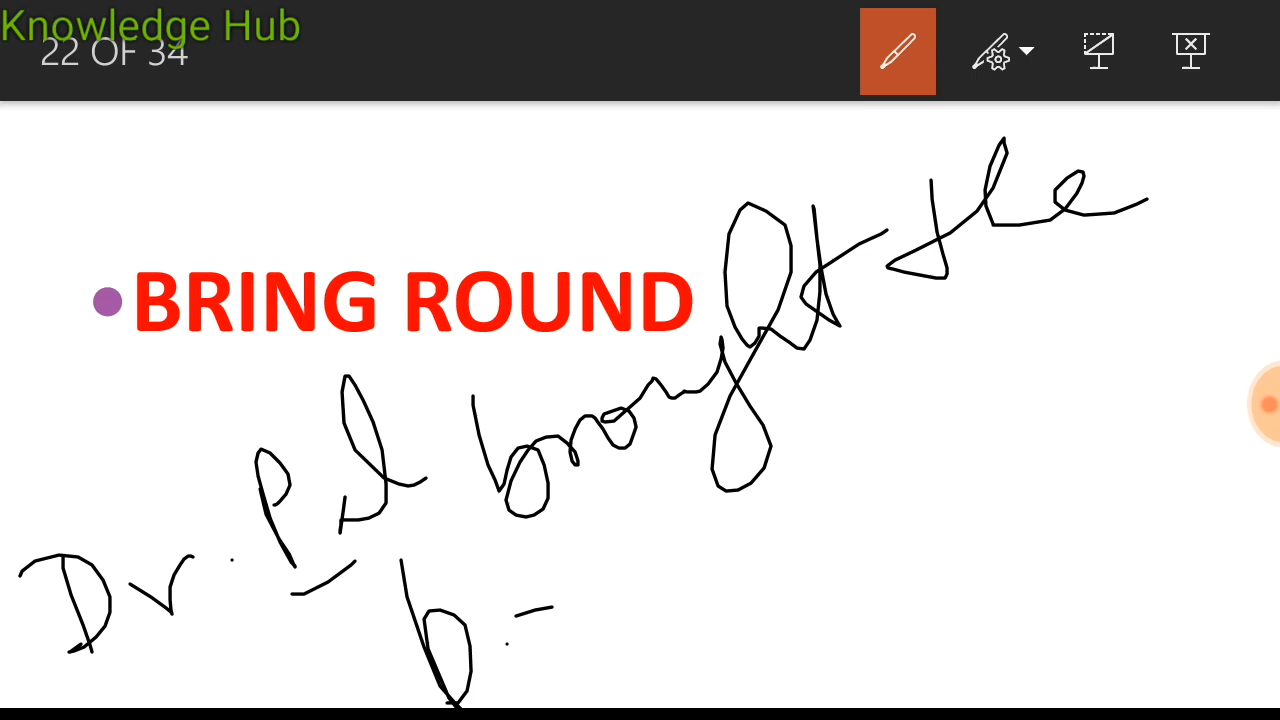 Knowledge Hub
22 OF 34
• BRING ROUND
Dr. P brought the